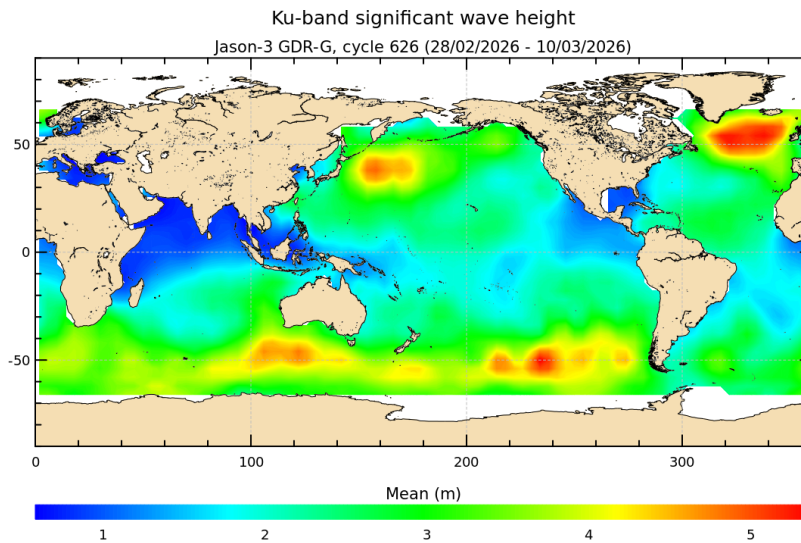 Ku-band significant wave height
Jason-3 GDR-G, cycle 626 (28/02/2026 - 10/03/2026)
50
0
-50
0 100 200 300
Mean (m)
1 2 3 4 5